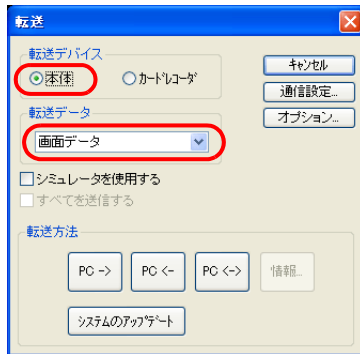 転送
転送デバイス
本体
カードレコーダ
キャンセル
通信設定...
オプション...
転送データ
画面データ
シミュレータを使用する
すべてを送信する
転送方法
PC ->
PC <-
PC <->
情報...
システムのアップデート